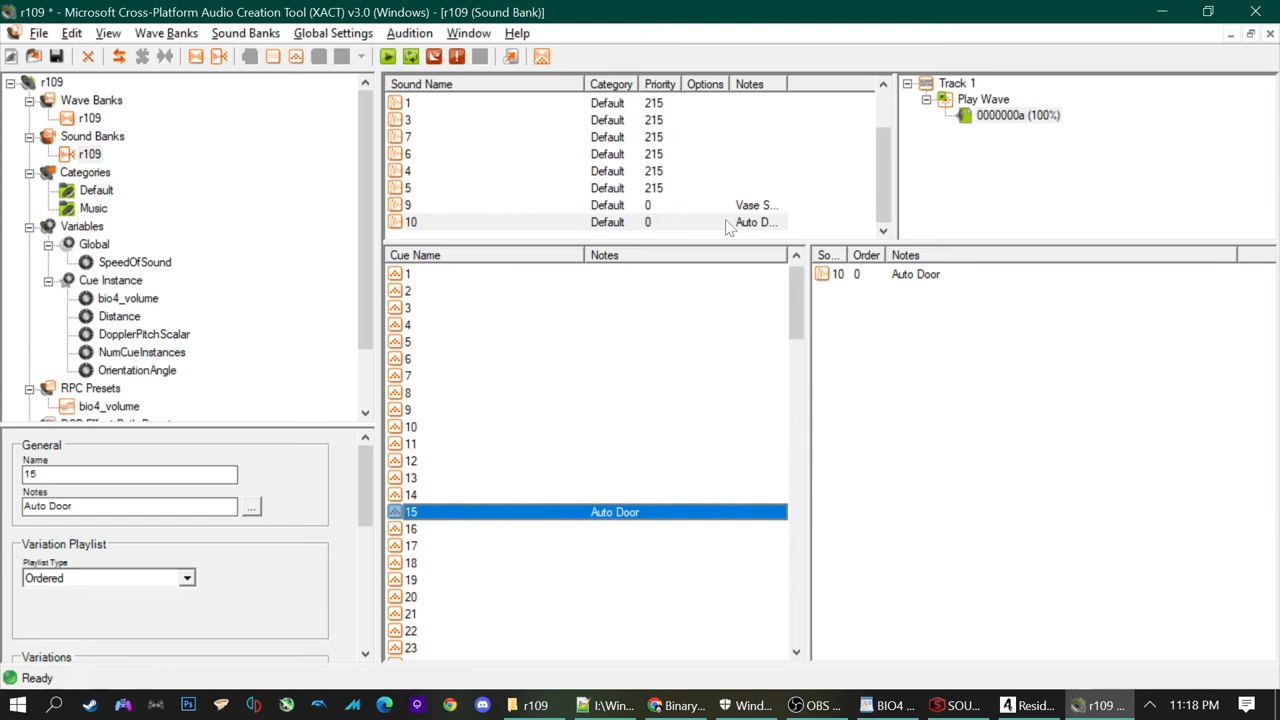 r109 * - Microsoft Cross-Platform Audio Creation Tool (XACT) v3.0 (Windows) - [r109 (Sound Bank)]
File Edit View Wave Banks Sound Banks Global Settings Audition Window Help
r109
Wave Banks
r109
Sound Banks
r109
Categories
Default
Music
Variables
Global
SpeedOfSound
Cue Instance
bio4_volume
Distance
DopplerPitchScalar
NumCueInstances
OrientationAngle
RPC Presets
bio4_volume
General
Name
15
Notes
Auto Door
...
Variation Playlist
Playlist Type
Ordered
Variations
Sound Name Category Priority Options Notes
1 Default 215
3 Default 215
7 Default 215
6 Default 215
4 Default 215
5 Default 215
9 Default 0 Vase S...
10 Default 0 Auto D...
Cue Name Notes
1
2
3
4
5
6
7
8
9
10
11
12
13
14
15 Auto Door
16
17
18
19
20
21
22
23
Track 1
Play Wave
0000000a (100%)
So... Order Notes
10 0 Auto Door
Ready
r109 I:\Win... Binary... Wind... OBS ... BIO4 ... SOU... Resid... r109 ... 11:18 PM